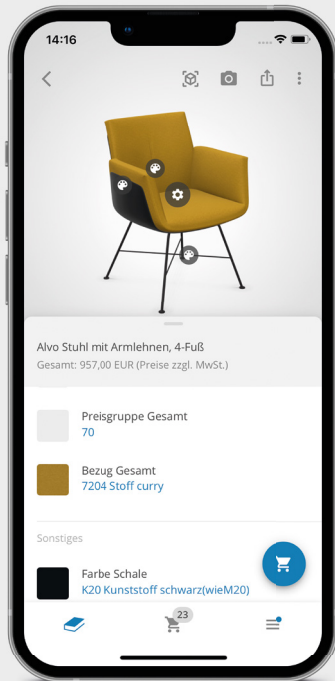 14:16
Alvo Stuhl mit Armlehnen, 4-Fuß
Gesamt: 957,00 EUR (Preise zzgl. MwSt.)
Preisgruppe Gesamt
70
Bezug Gesamt
7204 Stoff curry
Sonstiges
Farbe Schale
K20 Kunststoff schwarz(wieM20)
23